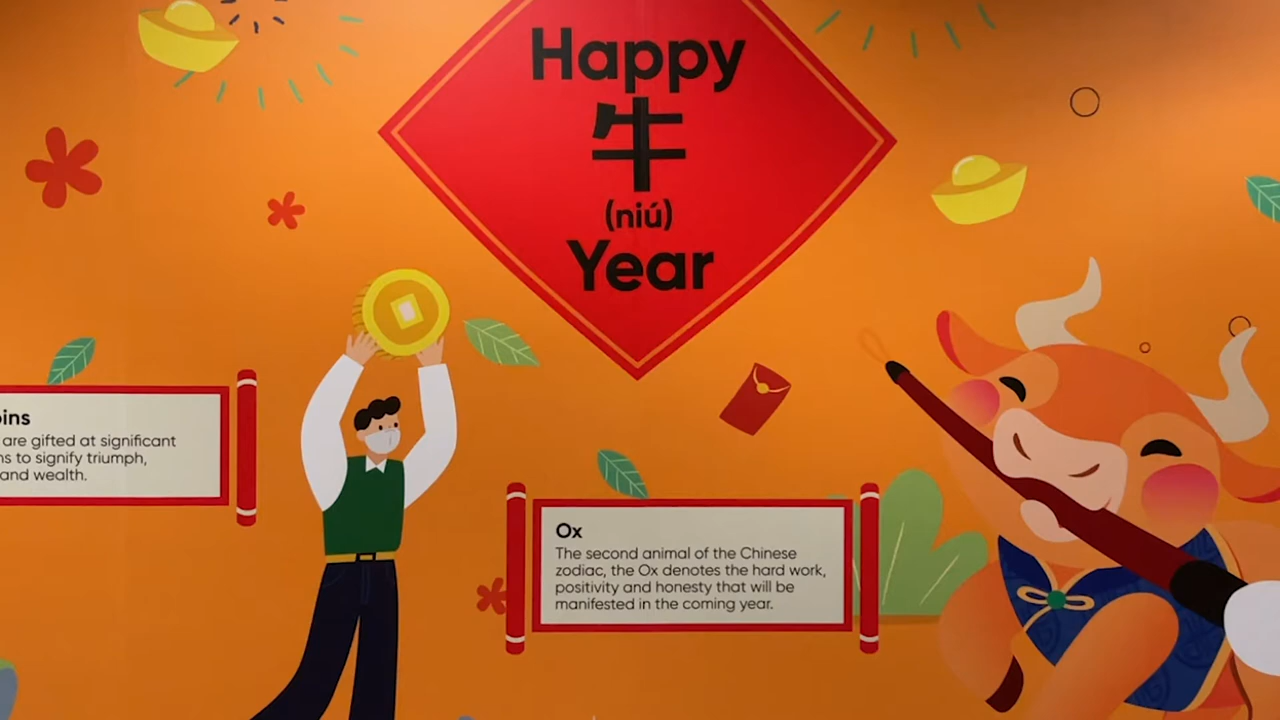 Happy
牛
(niú)
Year
are gifted at significant
to signify triumph,
and wealth.
Ox
The second animal of the Chinese
zodiac, the Ox denotes the hard work,
positivity and honesty that will be
manifested in the coming year.